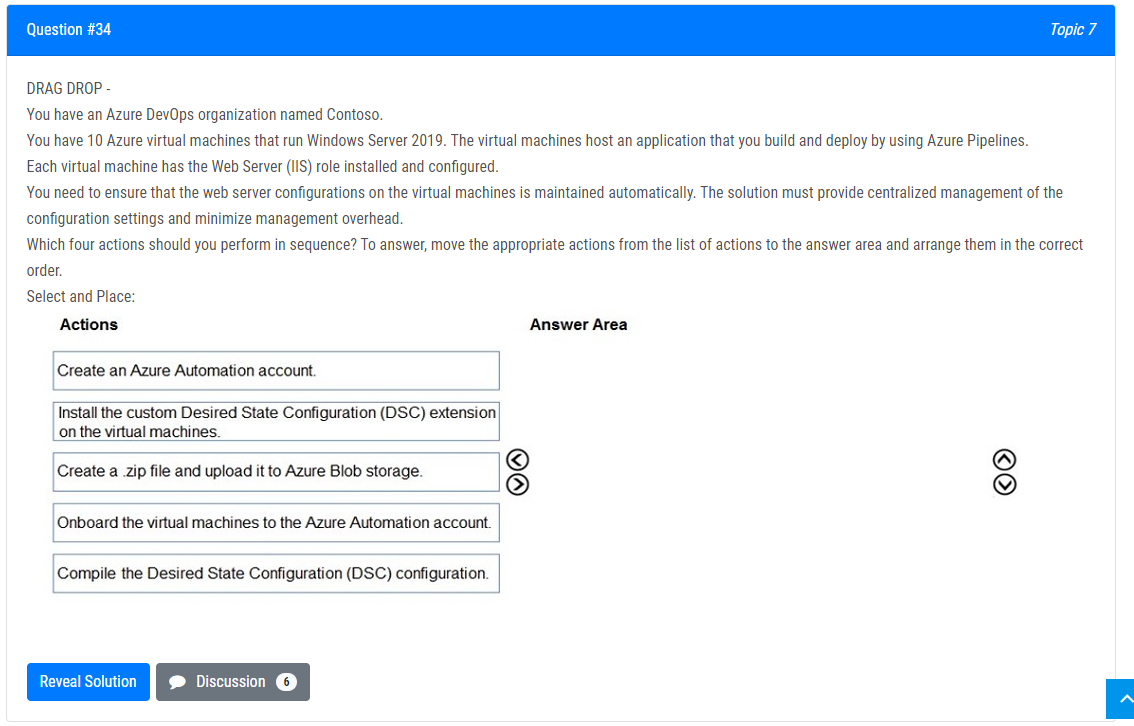 Question #34
Topic 7
DRAG DROP -
You have an Azure DevOps organization named Contoso.
You have 10 Azure virtual machines that run Windows Server 2019. The virtual machines host an application that you build and deploy by using Azure Pipelines.
Each virtual machine has the Web Server (IIS) role installed and configured.
You need to ensure that the web server configurations on the virtual machines is maintained automatically. The solution must provide centralized management of the
configuration settings and minimize management overhead.
Which four actions should you perform in sequence? To answer, move the appropriate actions from the list of actions to the answer area and arrange them in the correct
order.
Select and Place:
Actions
Answer Area
Create an Azure Automation account.
Install the custom Desired State Configuration (DSC) extension
on the virtual machines.
Create a .zip file and upload it to Azure Blob storage.
Onboard the virtual machines to the Azure Automation account.
Compile the Desired State Configuration (DSC) configuration.
Reveal Solution
Discussion 6